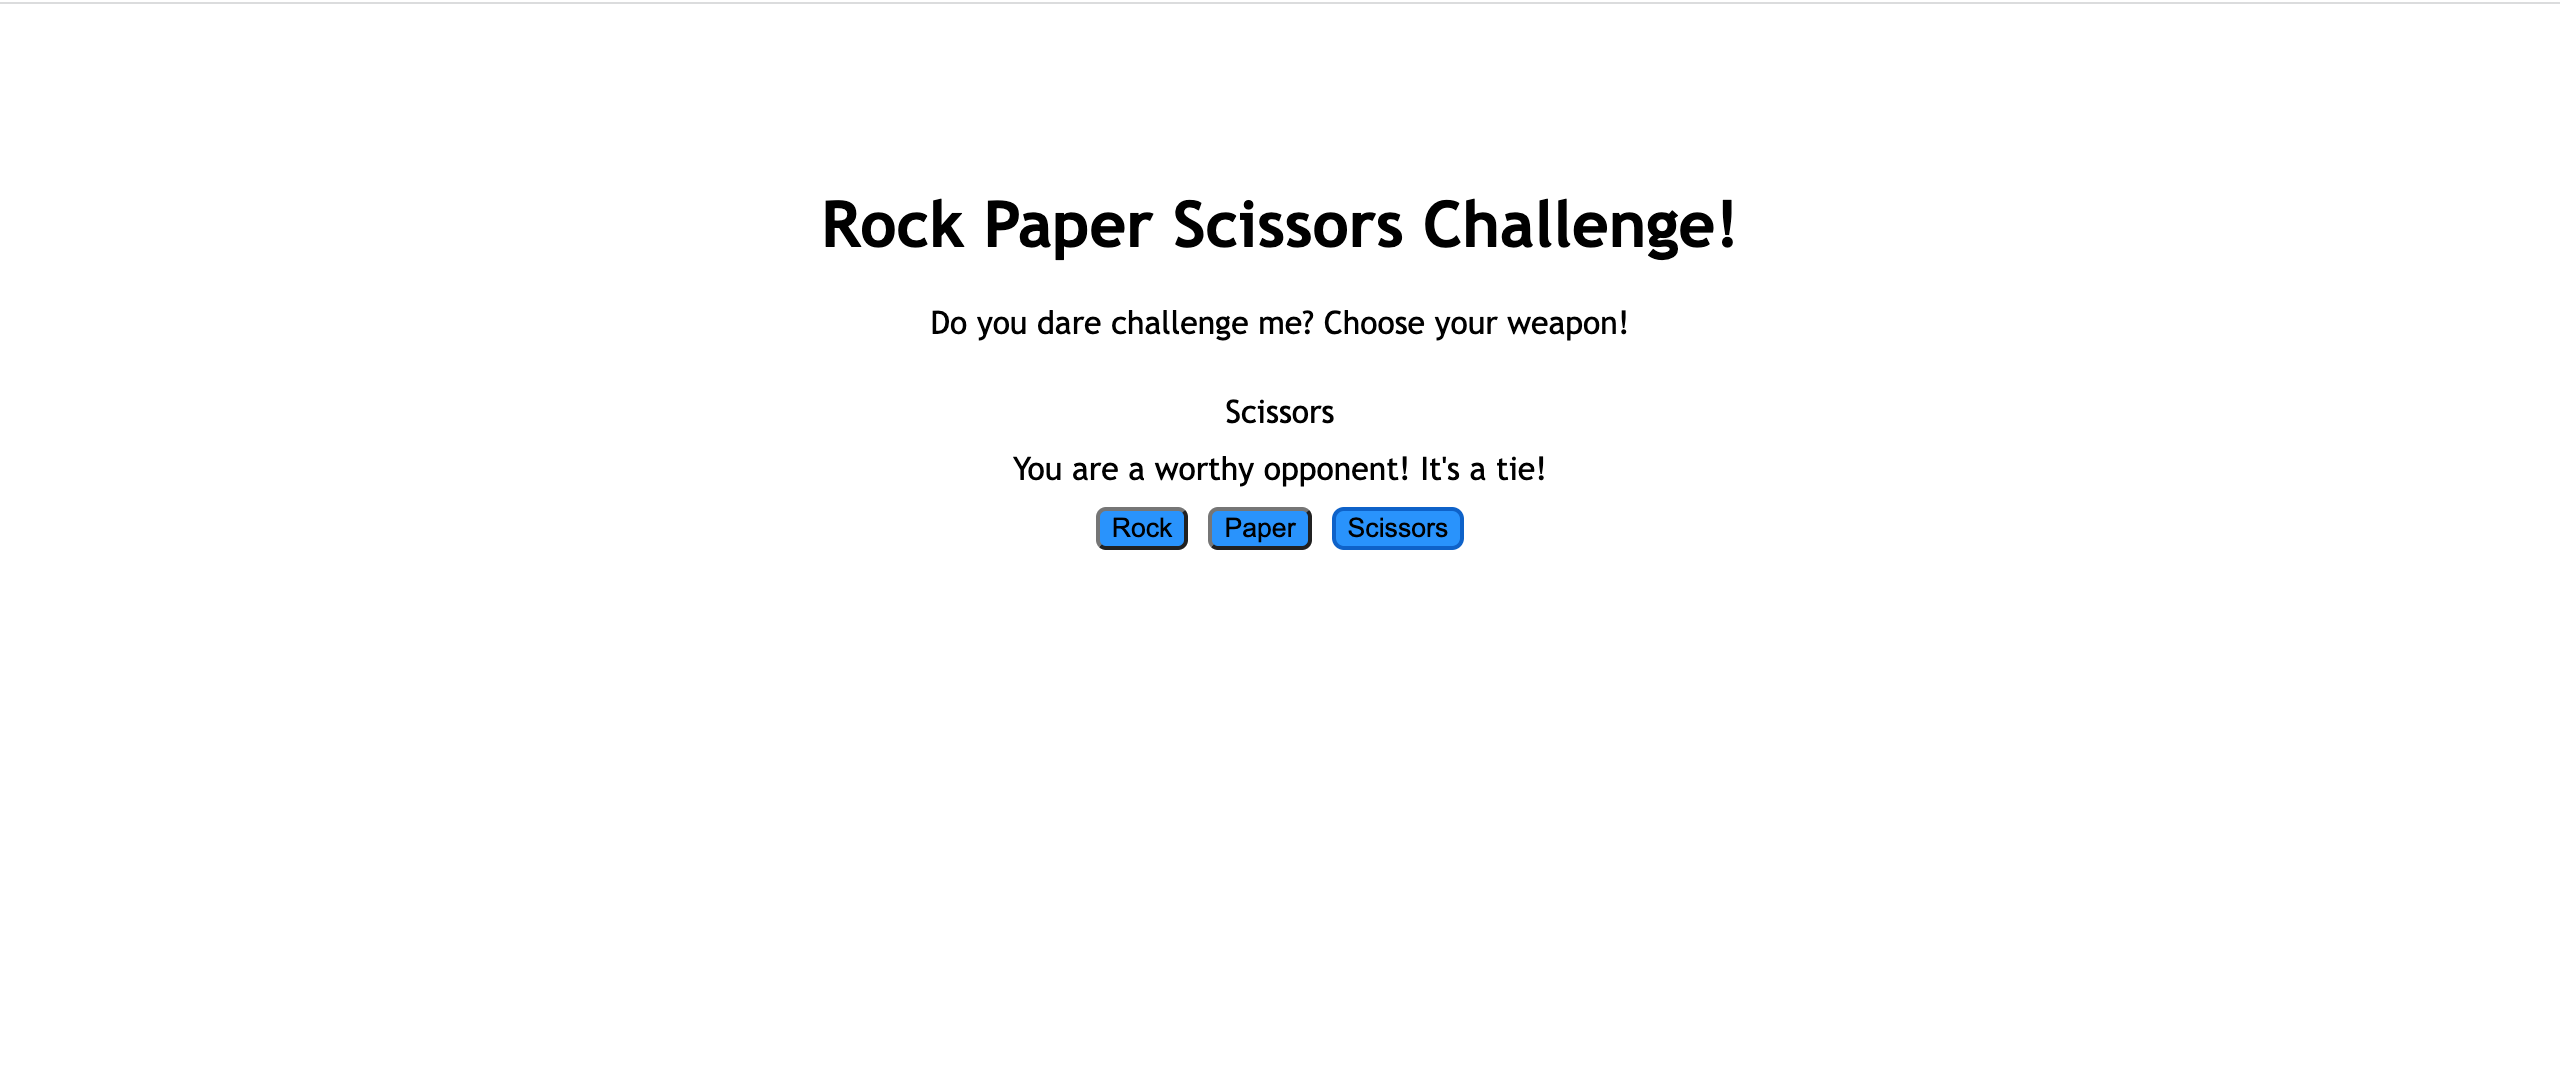 Rock Paper Scissors Challenge!
Do you dare challenge me? Choose your weapon!
Scissors
You are a worthy opponent! It's a tie!
Rock Paper Scissors